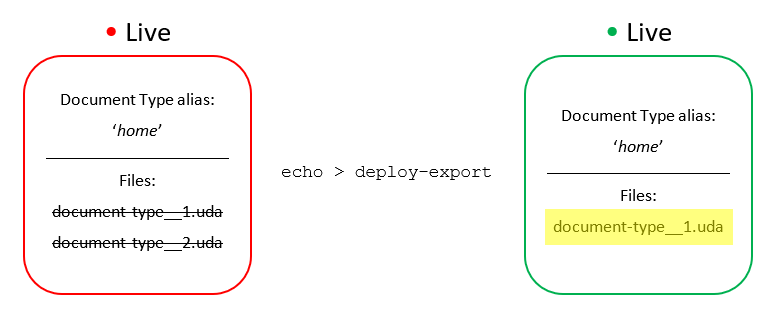 Live
Document Type alias:
‘home’
Files:
document-type__1.uda
document-type__2.uda
echo > deploy-export
Live
Document Type alias:
‘home’
Files:
document-type__1.uda